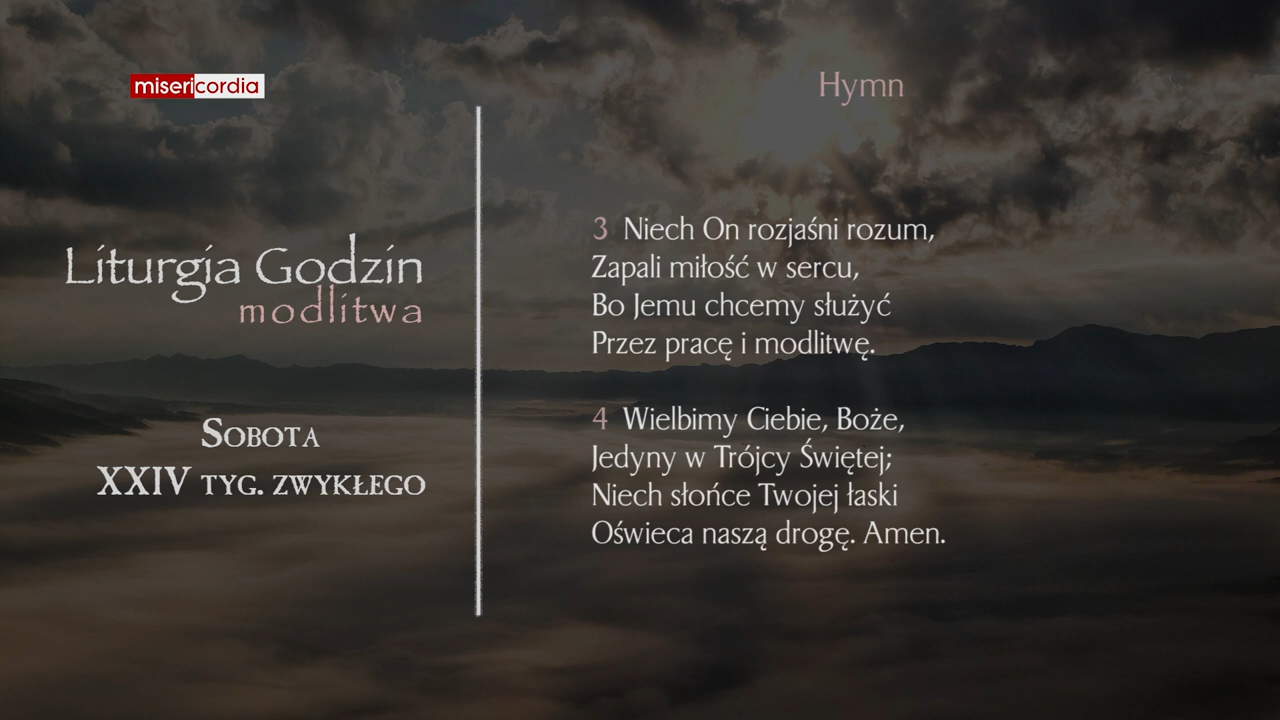 misericordia
Liturgia Godzin
modlitwa
Sobota
XXIV tyg. zwykłego
Hymn
3 Niech On rozjaśni rozum,
Zapali miłość w sercu,
Bo Jemu chcemy służyć
Przez pracę i modlitwę.
4 Wielbimy Ciebie, Boże,
Jedyny w Trójcy Świętej;
Niech słońce Twojej łaski
Oświeca naszą drogę. Amen.